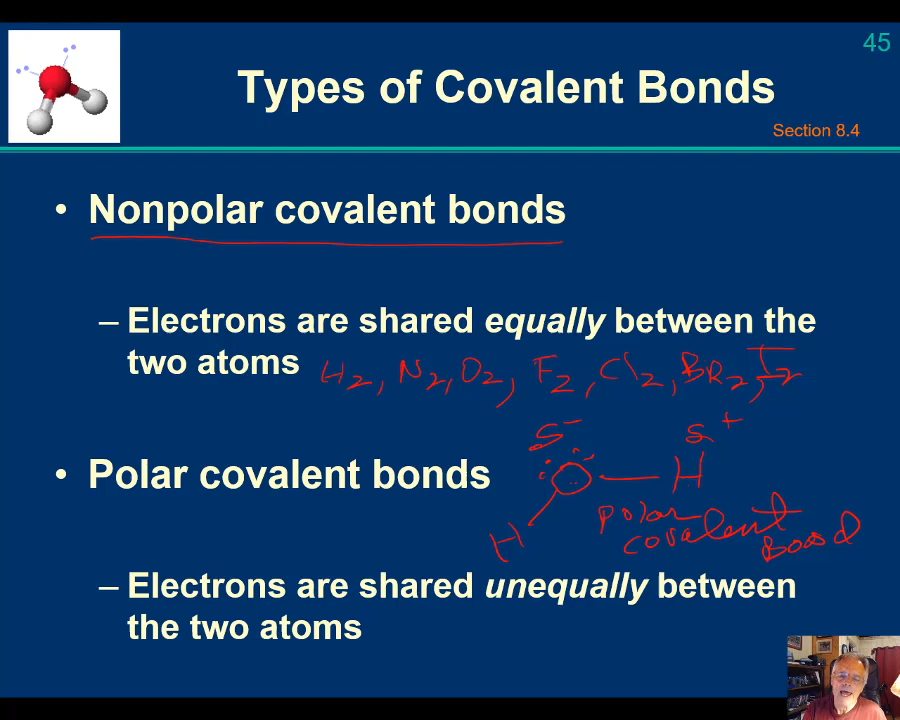 45
Types of Covalent Bonds
Section 8.4
• Nonpolar covalent bonds
– Electrons are shared equally between the
two atoms H2, N2, O2, F2, Cl2, BR2, I2
δ− δ+
• Polar covalent bonds O H
H
Polar
covalent
Bond
– Electrons are shared unequally between
the two atoms